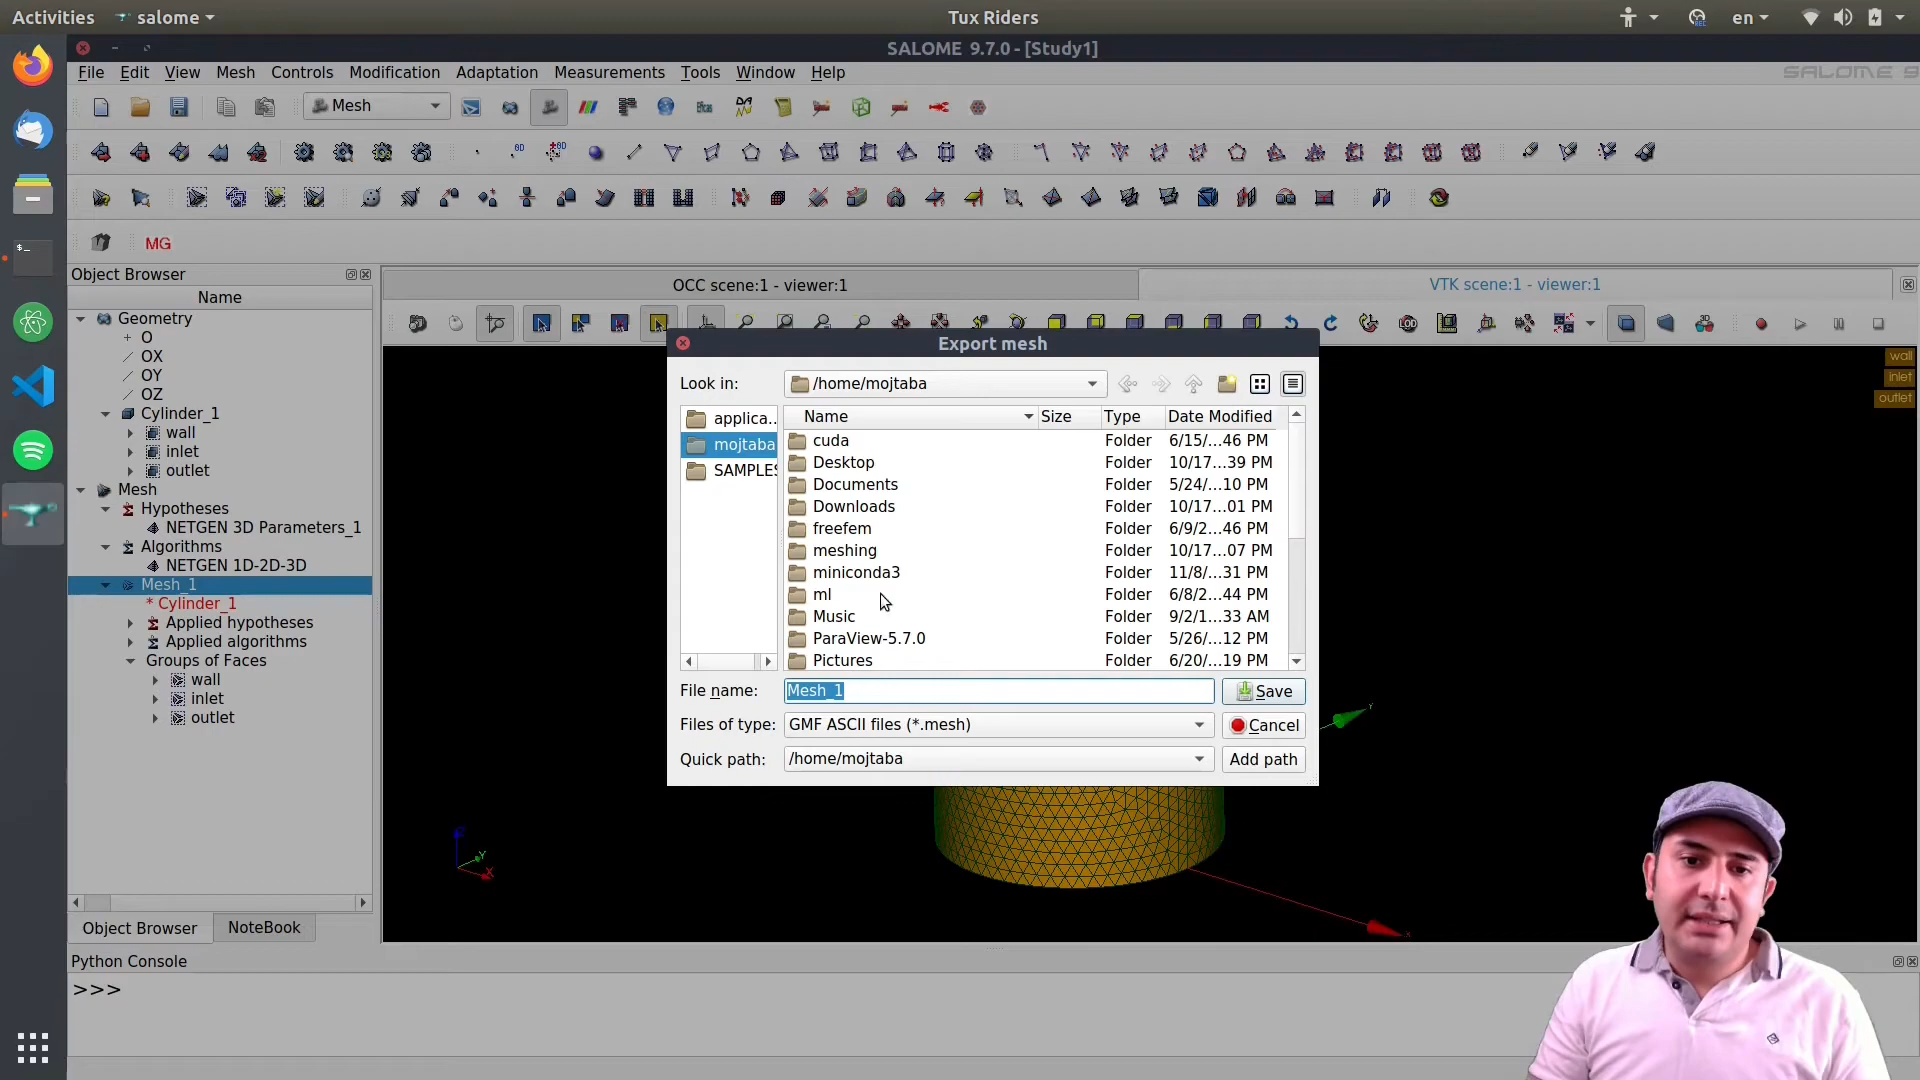 Activities
salome
Tux Riders
en
SALOME 9.7.0 - [Study1]
File Edit View Mesh Controls Modification Adaptation Measurements Tools Window Help
SALOME 9
Mesh
MG
Object Browser
OCC scene:1 - viewer:1
VTK scene:1 - viewer:1
Name
Geometry
O
OX
OY
OZ
Cylinder_1
wall
inlet
outlet
Mesh
Hypotheses
NETGEN 3D Parameters_1
Algorithms
NETGEN 1D-2D-3D
Mesh_1
* Cylinder_1
Applied hypotheses
Applied algorithms
Groups of Faces
wall
inlet
outlet
Object Browser
NoteBook
wall
inlet
outlet
Export mesh
Look in:
/home/mojtaba
applica..
mojtaba
SAMPLES
Name Size Type Date Modified
cuda Folder 6/15/...46 PM
Desktop Folder 10/17...39 PM
Documents Folder 5/24/...10 PM
Downloads Folder 10/17...01 PM
freefem Folder 6/9/2...46 PM
meshing Folder 10/17...07 PM
miniconda3 Folder 11/8/...31 PM
ml Folder 6/8/2...44 PM
Music Folder 9/2/1...33 AM
ParaView-5.7.0 Folder 5/26/...12 PM
Pictures Folder 6/20/...19 PM
File name: Mesh_1 Save
Files of type: GMF ASCII files (*.mesh) Cancel
Quick path: /home/mojtaba Add path
Y
X
Python Console
>>>